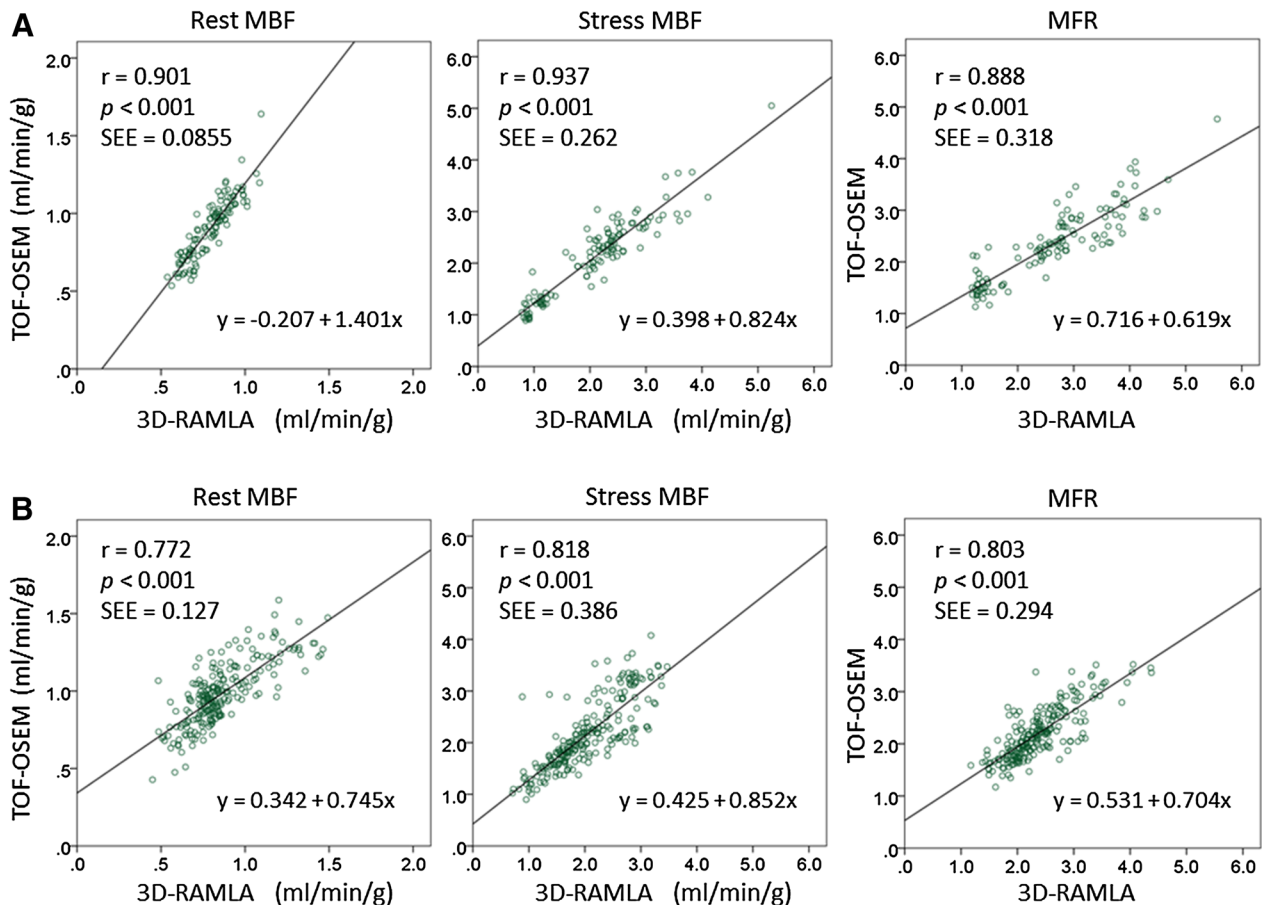 A
Rest MBF
r = 0.901
p < 0.001
SEE = 0.0855
y = -0.207 + 1.401x
TOF-OSEM (ml/min/g)
2.0
1.5
1.0
.5
.0
.0 .5 1.0 1.5 2.0
3D-RAMLA (ml/min/g)
Stress MBF
r = 0.937
p < 0.001
SEE = 0.262
y = 0.398 + 0.824x
6.0
5.0
4.0
3.0
2.0
1.0
.0
.0 1.0 2.0 3.0 4.0 5.0 6.0
3D-RAMLA (ml/min/g)
MFR
r = 0.888
p < 0.001
SEE = 0.318
y = 0.716 + 0.619x
TOF-OSEM
6.0
5.0
4.0
3.0
2.0
1.0
.0
.0 1.0 2.0 3.0 4.0 5.0 6.0
3D-RAMLA
B
Rest MBF
r = 0.772
p < 0.001
SEE = 0.127
y = 0.342 + 0.745x
TOF-OSEM (ml/min/g)
2.0
1.5
1.0
.5
.0
.0 .5 1.0 1.5 2.0
3D-RAMLA (ml/min/g)
Stress MBF
r = 0.818
p < 0.001
SEE = 0.386
y = 0.425 + 0.852x
6.0
5.0
4.0
3.0
2.0
1.0
.0
.0 1.0 2.0 3.0 4.0 5.0 6.0
3D-RAMLA (ml/min/g)
MFR
r = 0.803
p < 0.001
SEE = 0.294
y = 0.531 + 0.704x
TOF-OSEM
6.0
5.0
4.0
3.0
2.0
1.0
.0
.0 1.0 2.0 3.0 4.0 5.0 6.0
3D-RAMLA